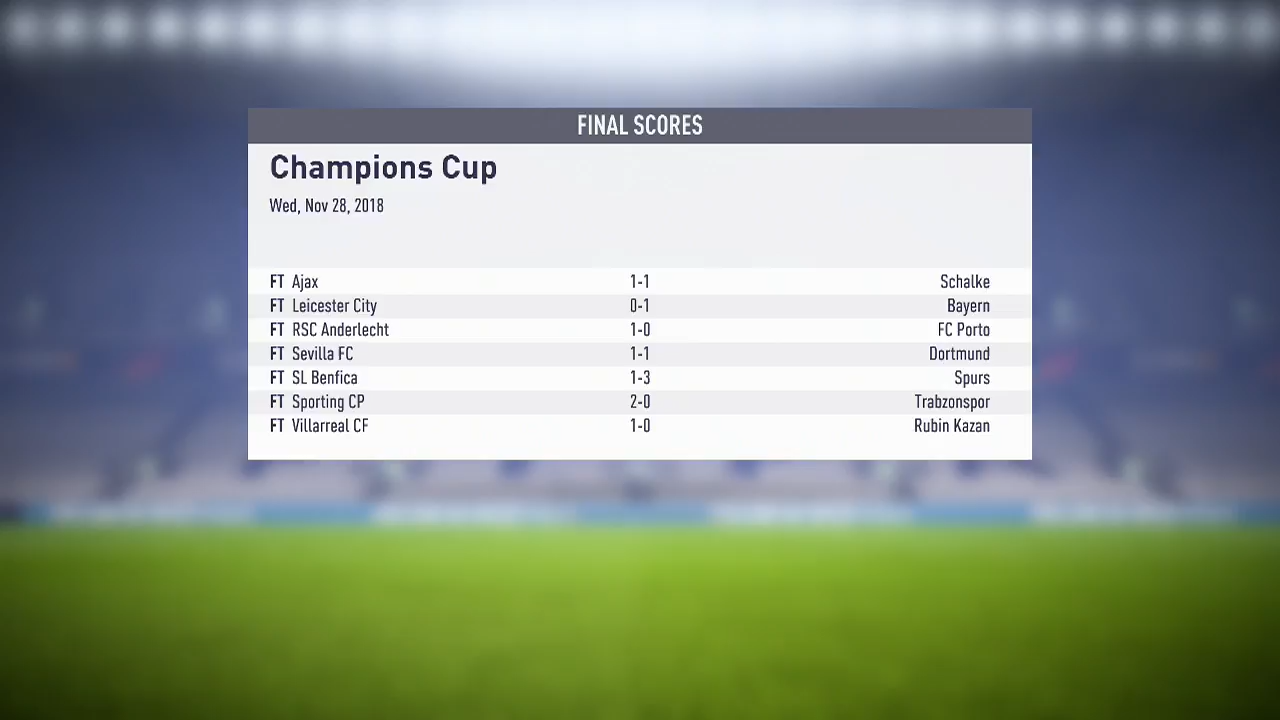 FINAL SCORES
Champions Cup
Wed, Nov 28, 2018
FT Ajax 1-1 Schalke
FT Leicester City 0-1 Bayern
FT RSC Anderlecht 1-0 FC Porto
FT Sevilla FC 1-1 Dortmund
FT SL Benfica 1-3 Spurs
FT Sporting CP 2-0 Trabzonspor
FT Villarreal CF 1-0 Rubin Kazan